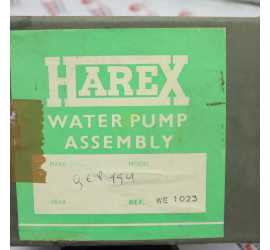 HAREX
WATER PUMP
ASSEMBLY
MAKE MODEL
YEAR REF. WE 1023